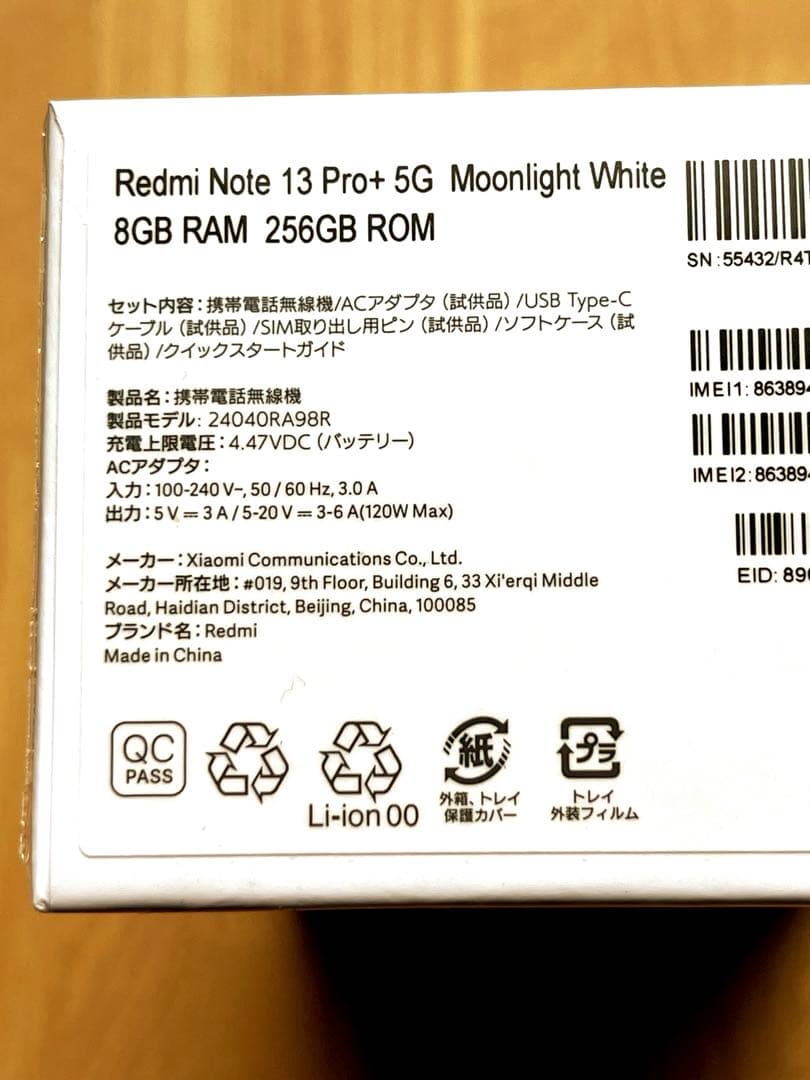 Redmi Note 13 Pro+ 5G Moonlight White
8GB RAM 256GB ROM
SN:55432/R4T
セット内容：携帯電話無線機/ACアダプタ（試供品）/USB Type-C
ケーブル（試供品）/SIM取り出し用ピン（試供品）/ソフトケース（試
供品）/クイックスタートガイド
IMEI1:863894
製品名：携帯電話無線機
製品モデル: 24040RA98R
充電上限電圧：4.47VDC（バッテリー）
ACアダプタ：
IMEI2:863894
入力：100-240 V~, 50 / 60 Hz, 3.0 A
出力：5 V ⎓ 3 A / 5-20 V ⎓ 3-6 A(120W Max)
メーカー：Xiaomi Communications Co., Ltd.
EID: 890
メーカー所在地：#019, 9th Floor, Building 6, 33 Xi'erqi Middle
Road, Haidian District, Beijing, China, 100085
ブランド名：Redmi
Made in China
QC
PASS
Li-ion 00
紙
外箱、トレイ
保護カバー
プラ
トレイ
外装フィルム